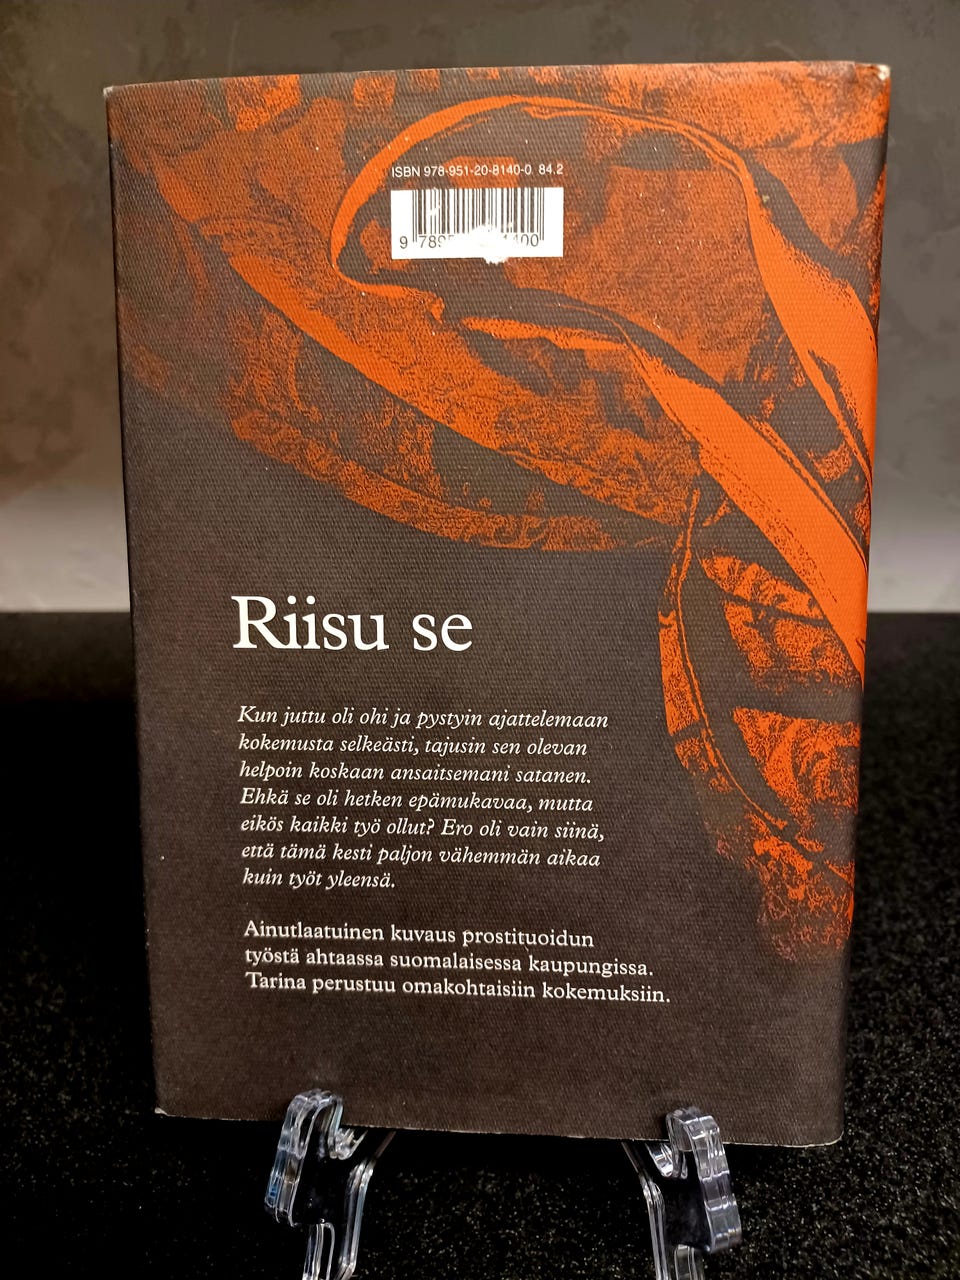 ISBN 978-951-20-8140-0 84.2
9
Riisu se
Kun juttu oli ohi ja pystyin ajattelemaan
kokemusta selkeästi, tajusin sen olevan
helpoin koskaan ansaitsemani satanen.
Ehkä se oli hetken epämukavaa, mutta
eikös kaikki työ ollut? Ero oli vain siinä,
että tämä kesti paljon vähemmän aikaa
kuin työt yleensä.
Ainutlaatuinen kuvaus prostituoidun
työstä ahtaassa suomalaisessa kaupungissa.
Tarina perustuu omakohtaisiin kokemuksiin.